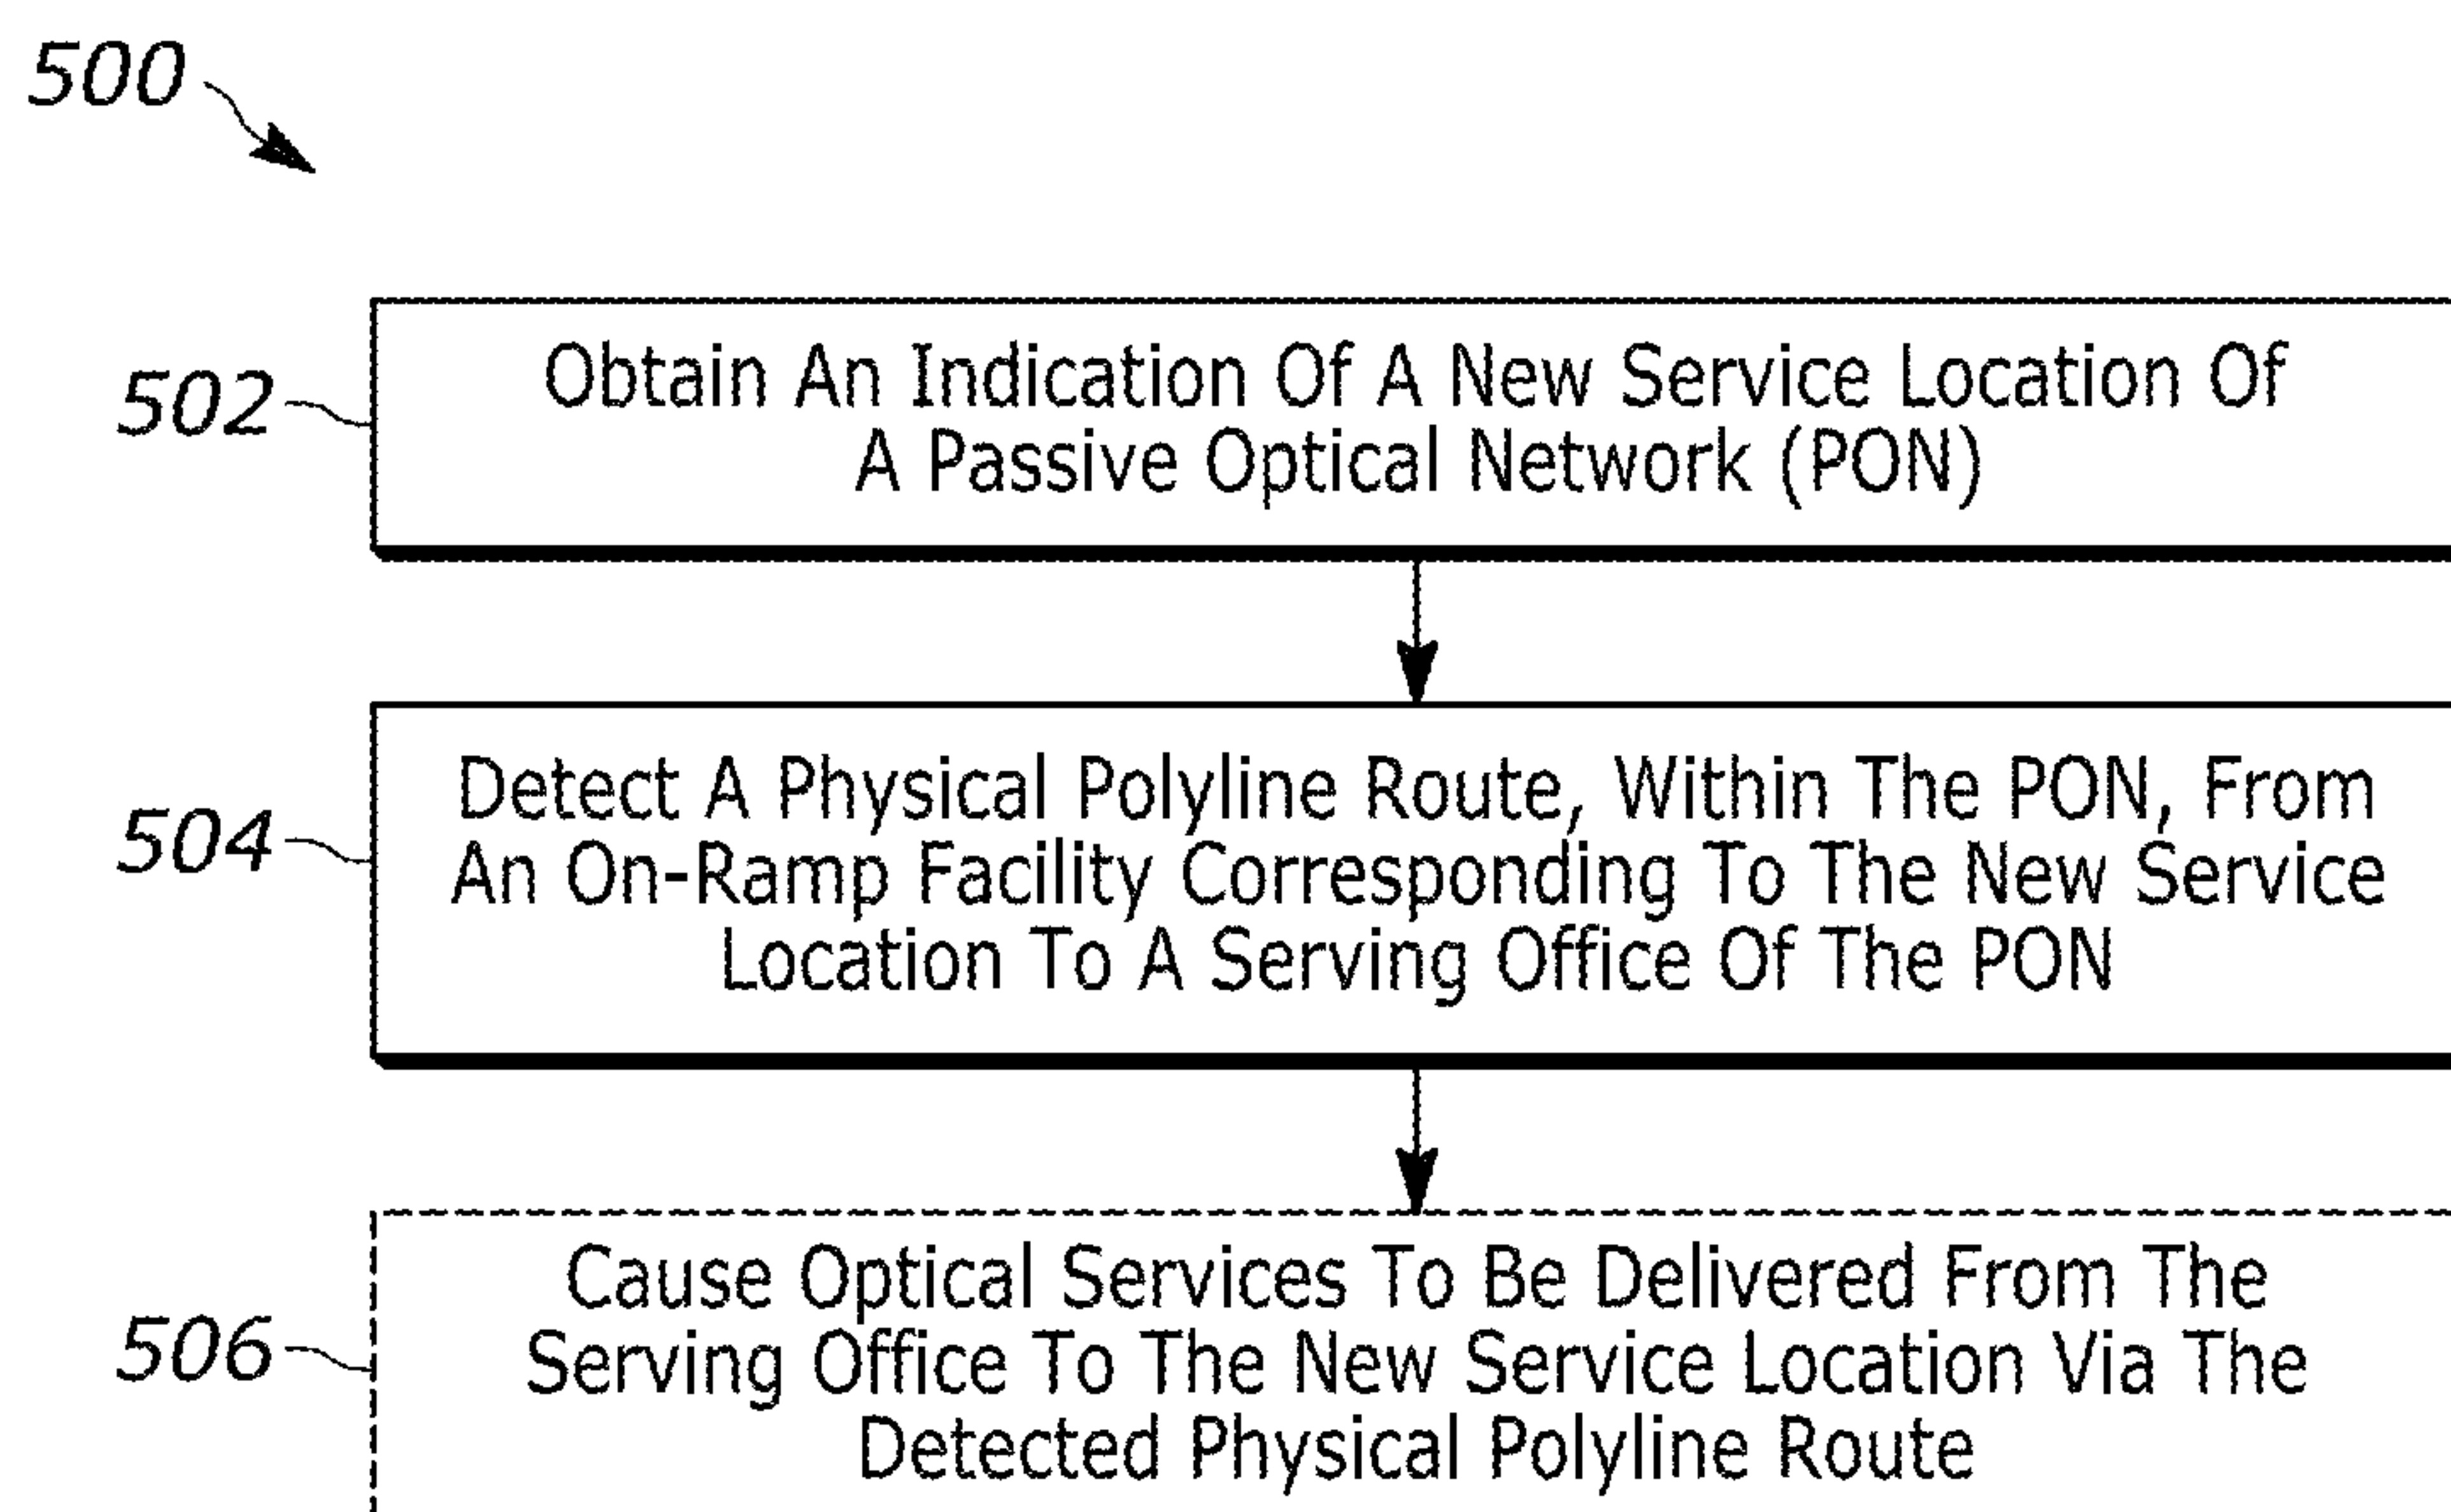 500
502
Obtain An Indication Of A New Service Location Of
A Passive Optical Network (PON)
504
Detect A Physical Polyline Route, Within The PON, From
An On-Ramp Facility Corresponding To The New Service
Location To A Serving Office Of The PON
506
Cause Optical Services To Be Delivered From The
Serving Office To The New Service Location Via The
Detected Physical Polyline Route